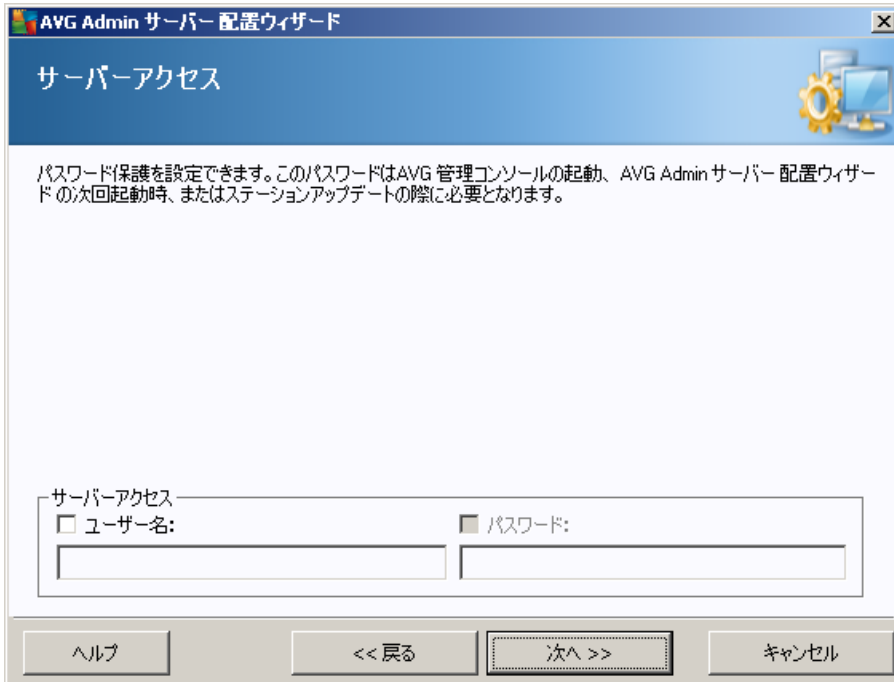 AVG Admin サーバー 配置ウィザード
サーバーアクセス
パスワード保護を設定できます。このパスワードはAVG 管理コンソールの起動、AVG Admin サーバー 配置ウィザー
ド の次回起動時、またはステーションアップデートの際に必要となります。
サーバーアクセス
ユーザー名:
パスワード:
ヘルプ
<< 戻る
次へ >>
キャンセル